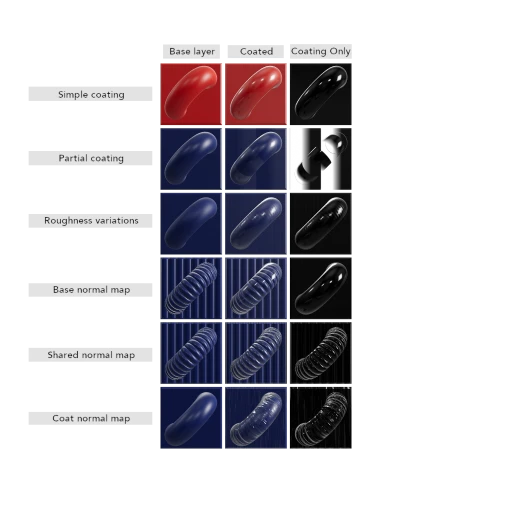 Base layer
Coated
Coating Only
Simple coating
Partial coating
Roughness variations
Base normal map
Shared normal map
Coat normal map